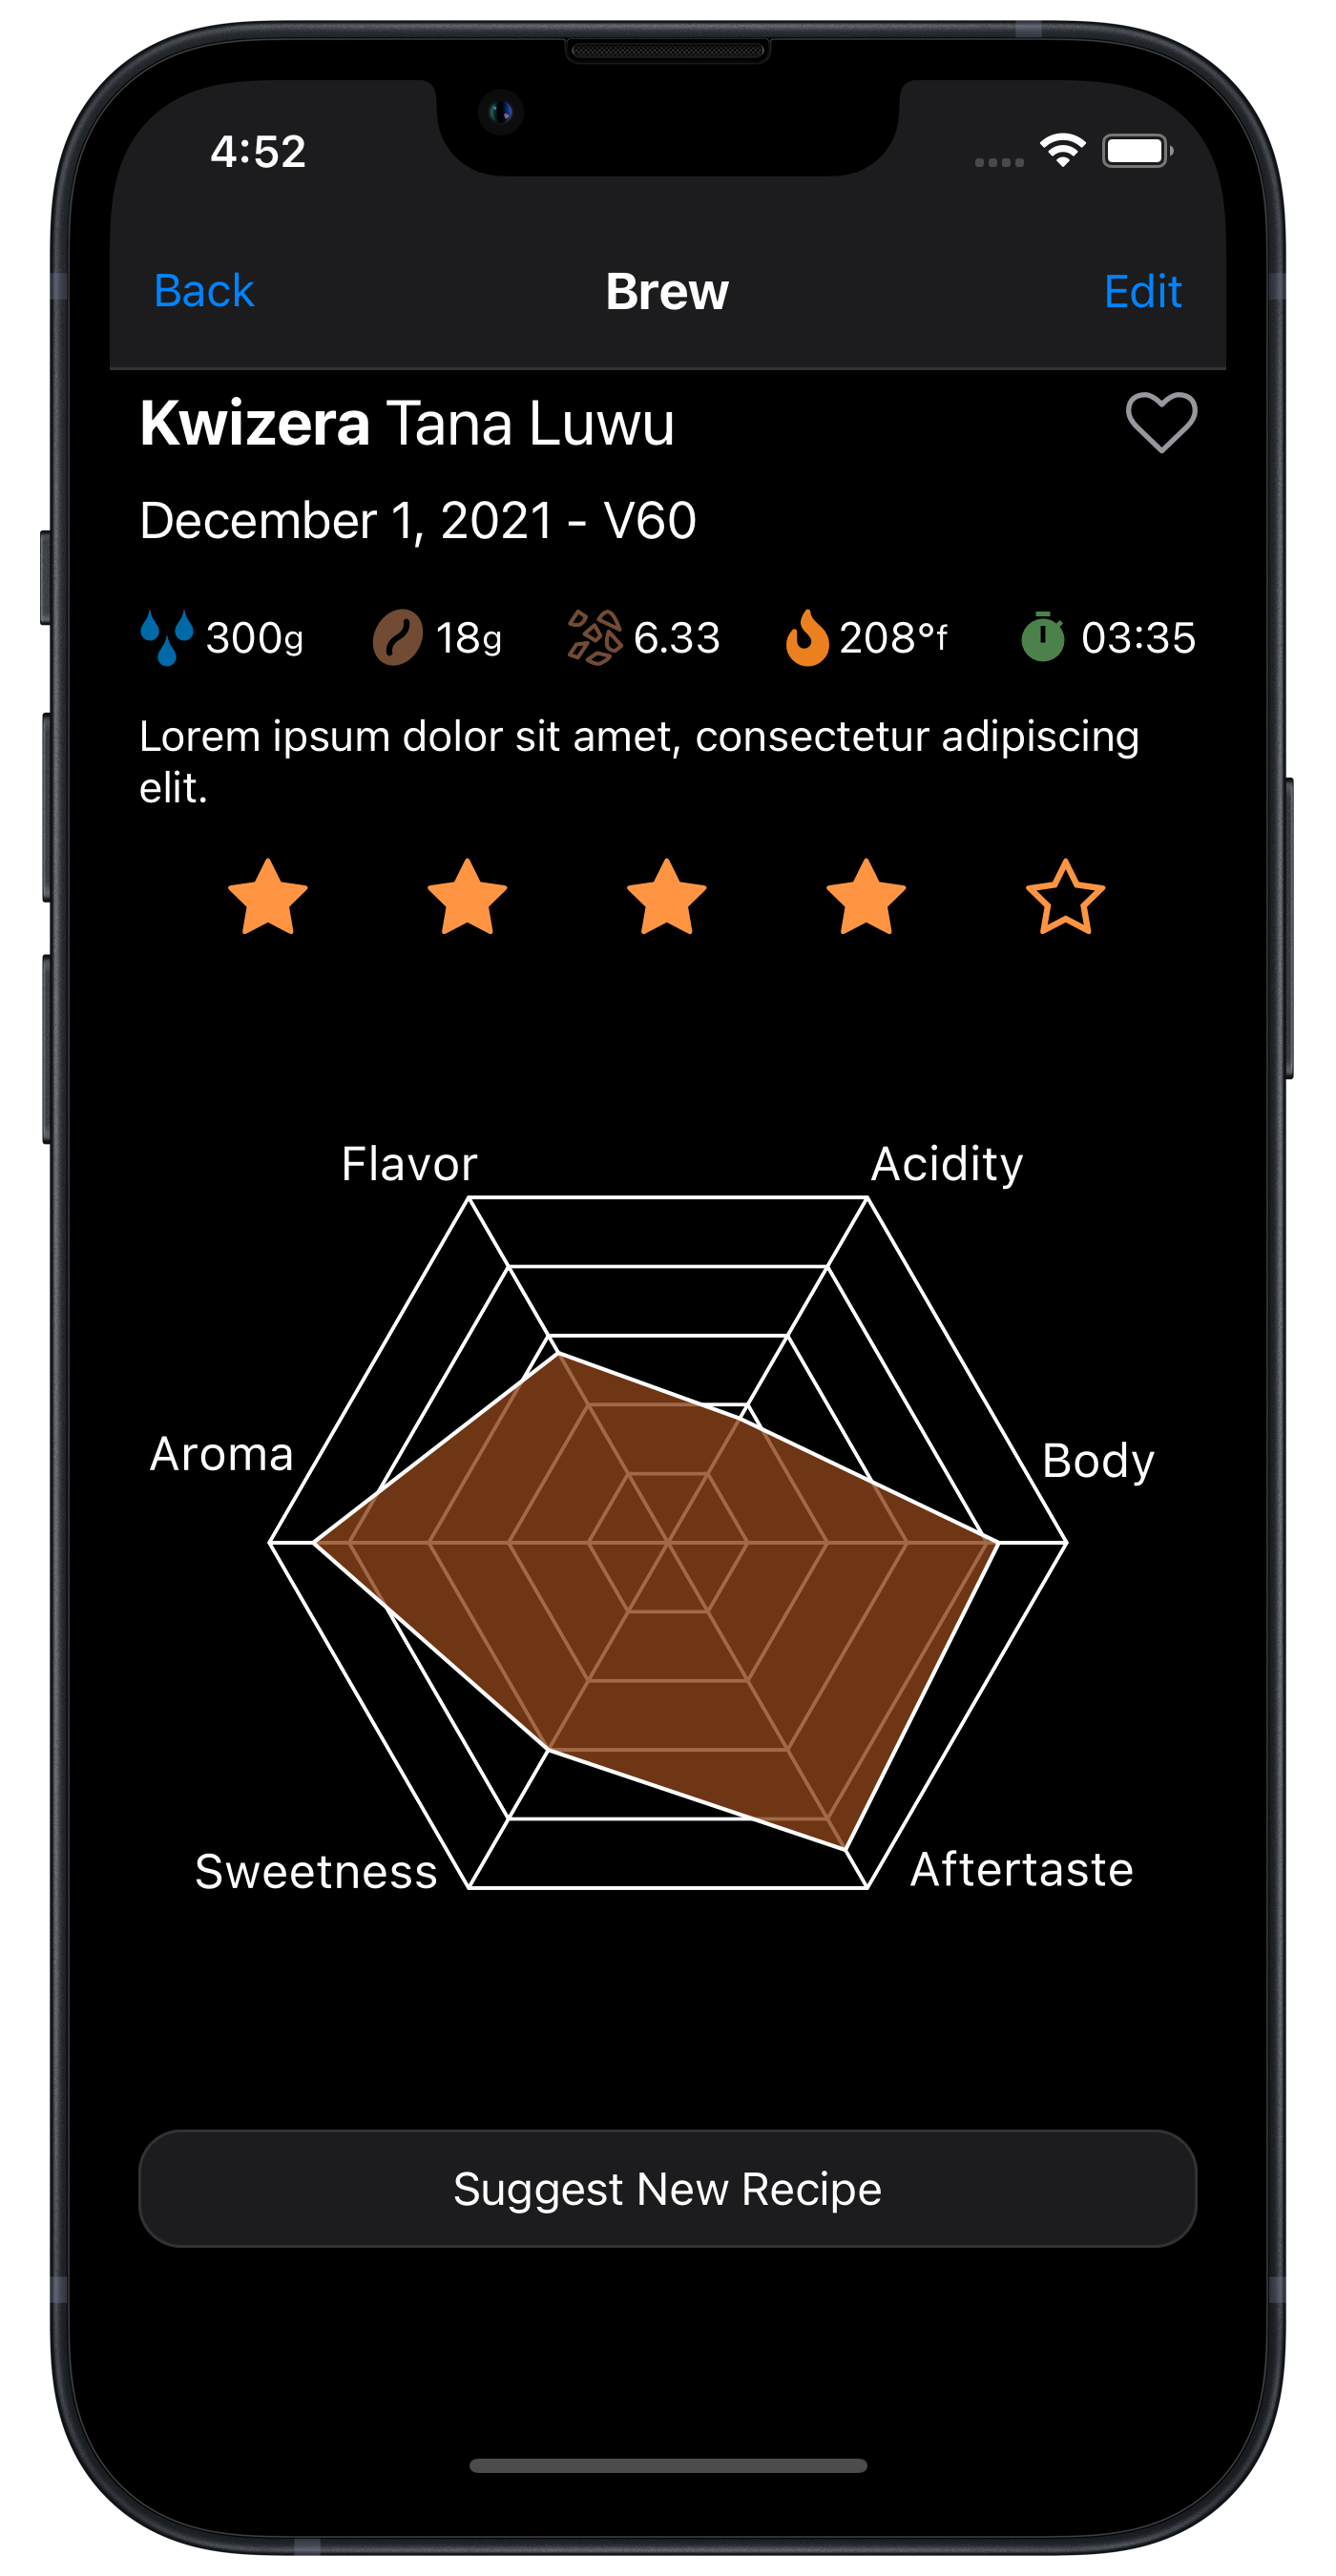 4:52
Back Brew Edit
Kwizera Tana Luwu
December 1, 2021 - V60
300g 18g 6.33 208°f 03:35
Lorem ipsum dolor sit amet, consectetur adipiscing
elit.
Flavor Acidity
Aroma Body
Sweetness Aftertaste
Suggest New Recipe